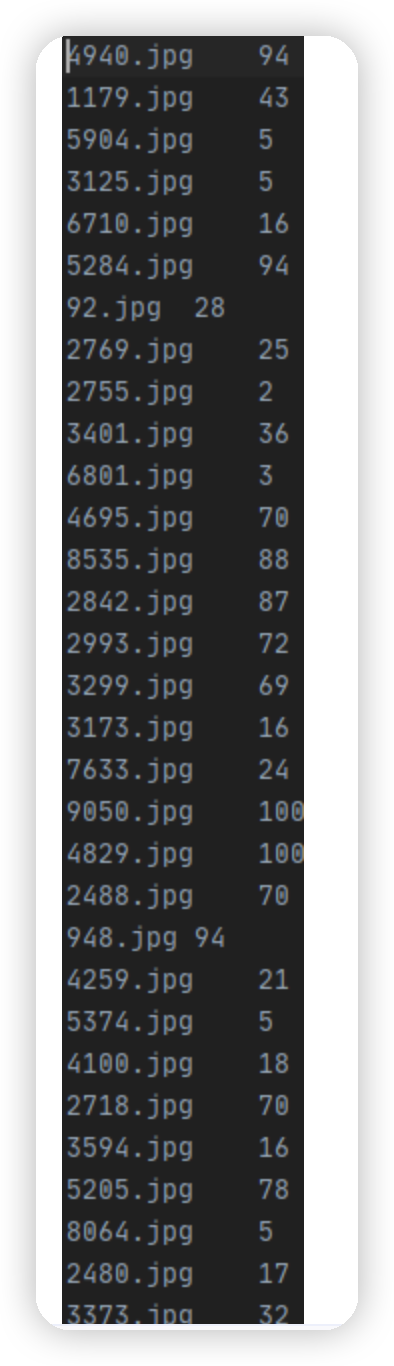 4940.jpg	94
1179.jpg	43
5904.jpg	5
3125.jpg	5
6710.jpg	16
5284.jpg	94
92.jpg	28
2769.jpg	25
2755.jpg	2
3401.jpg	36
6801.jpg	3
4695.jpg	70
8535.jpg	88
2842.jpg	87
2993.jpg	72
3299.jpg	69
3173.jpg	16
7633.jpg	24
9050.jpg	100
4829.jpg	100
2488.jpg	70
948.jpg	94
4259.jpg	21
5374.jpg	5
4100.jpg	18
2718.jpg	70
3594.jpg	16
5205.jpg	78
8064.jpg	5
2480.jpg	17
3373.jpg	32